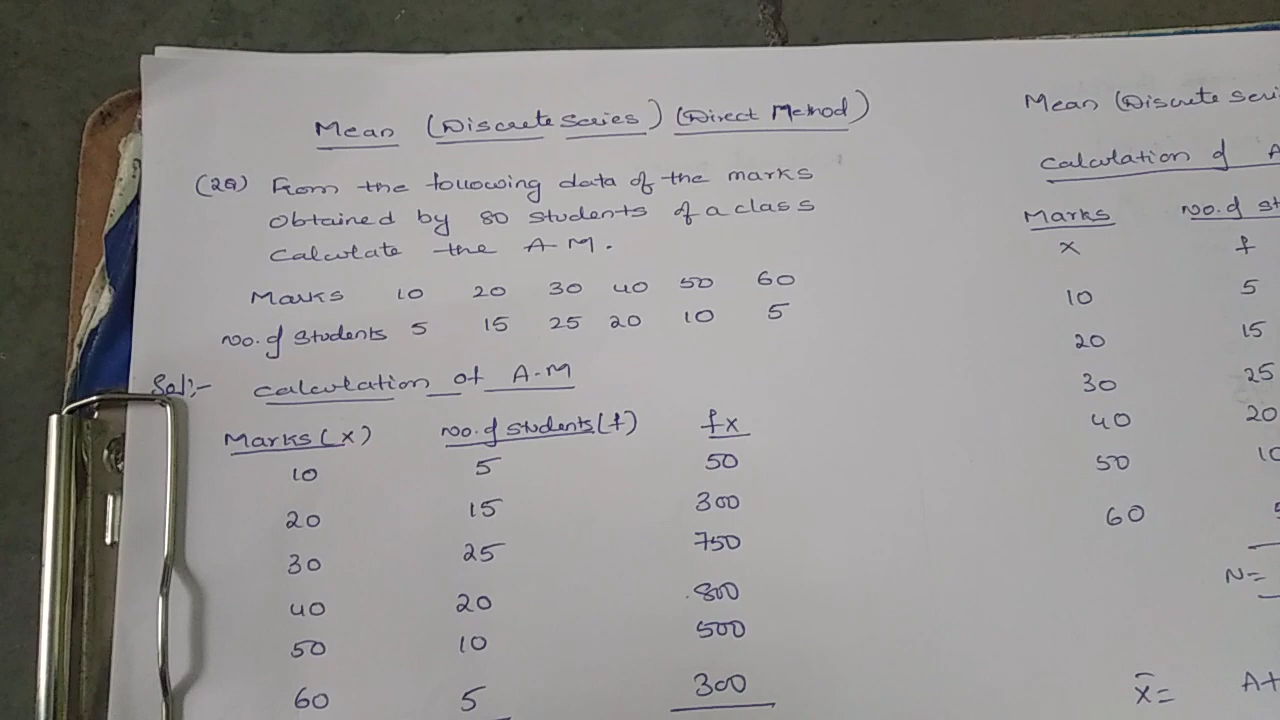 Mean (Discrete Series) (Direct Method)
(2Q) From the following data of the marks
obtained by 80 students of a class
Calculate the A.M.
Marks 10 20 30 40 50 60
No. of Students 5 15 25 20 10 5
Sol:- Calculation of A.M
Marks (x) No. of students (f) fx
10 5 50
20 15 300
30 25 750
40 20 800
50 10 500
60 5 300
Mean (Discrete Seri
Calculation of A
Marks No. of st
x f
10 5
20 15
30 25
40 20
50 10
60 5
N=
x̄ = A+